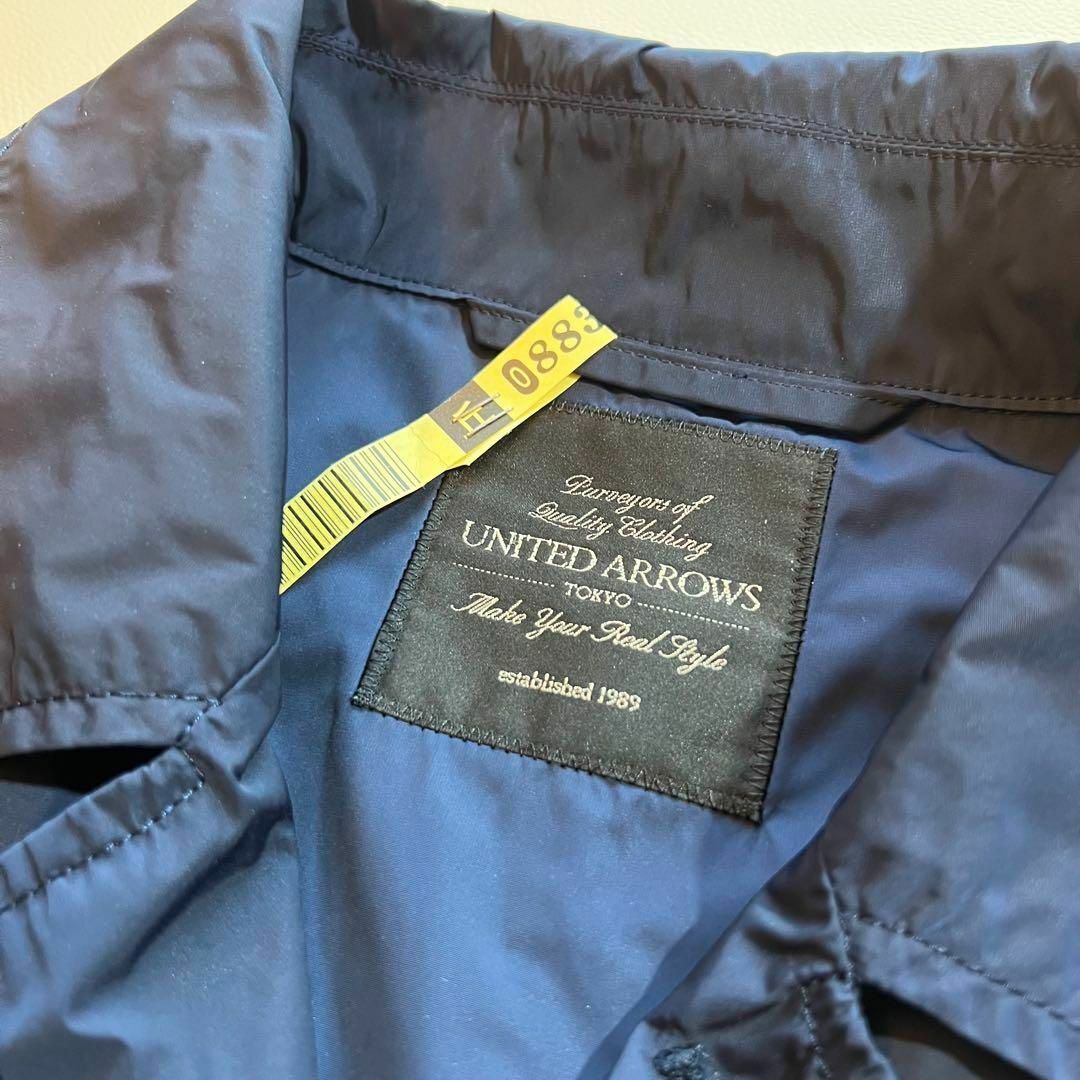 0883
Purveyors of
Quality Clothing
UNITED ARROWS
TOKYO
Make Your Real Style
established 1989